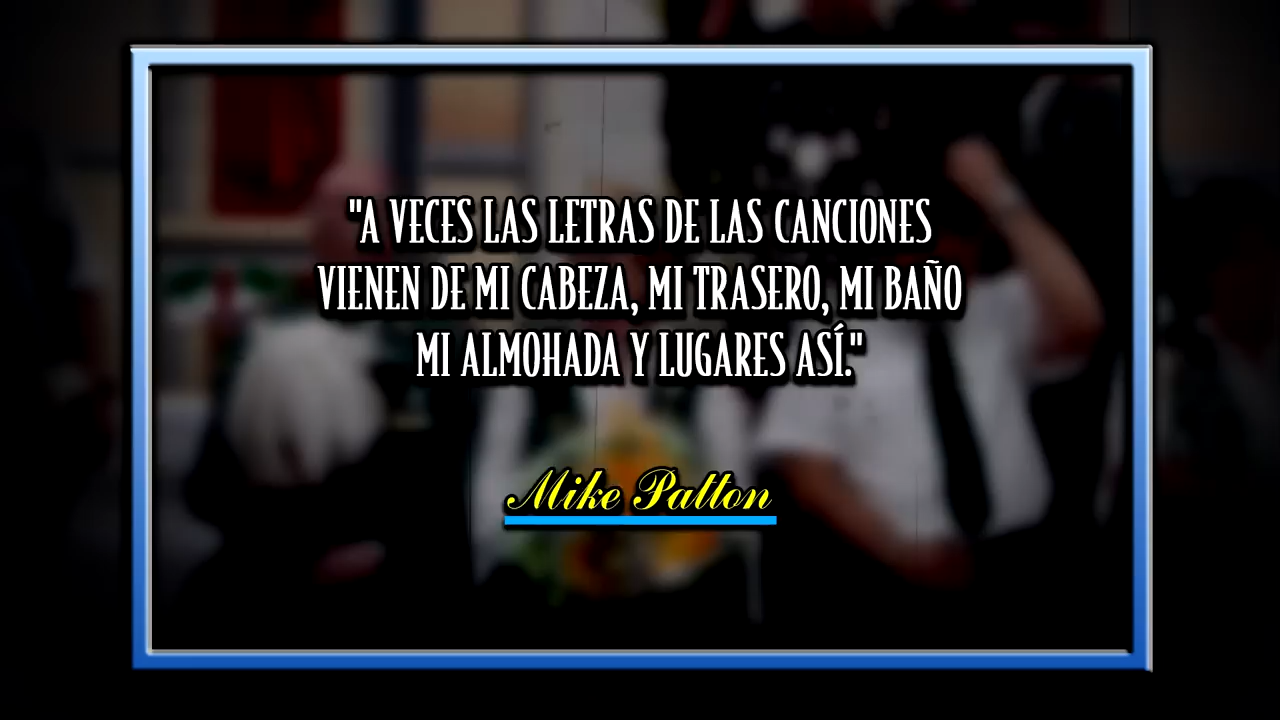 "A VECES LAS LETRAS DE LAS CANCIONES
VIENEN DE MI CABEZA, MI TRASERO, MI BAÑO
MI ALMOHADA Y LUGARES ASÍ."
Mike Patton